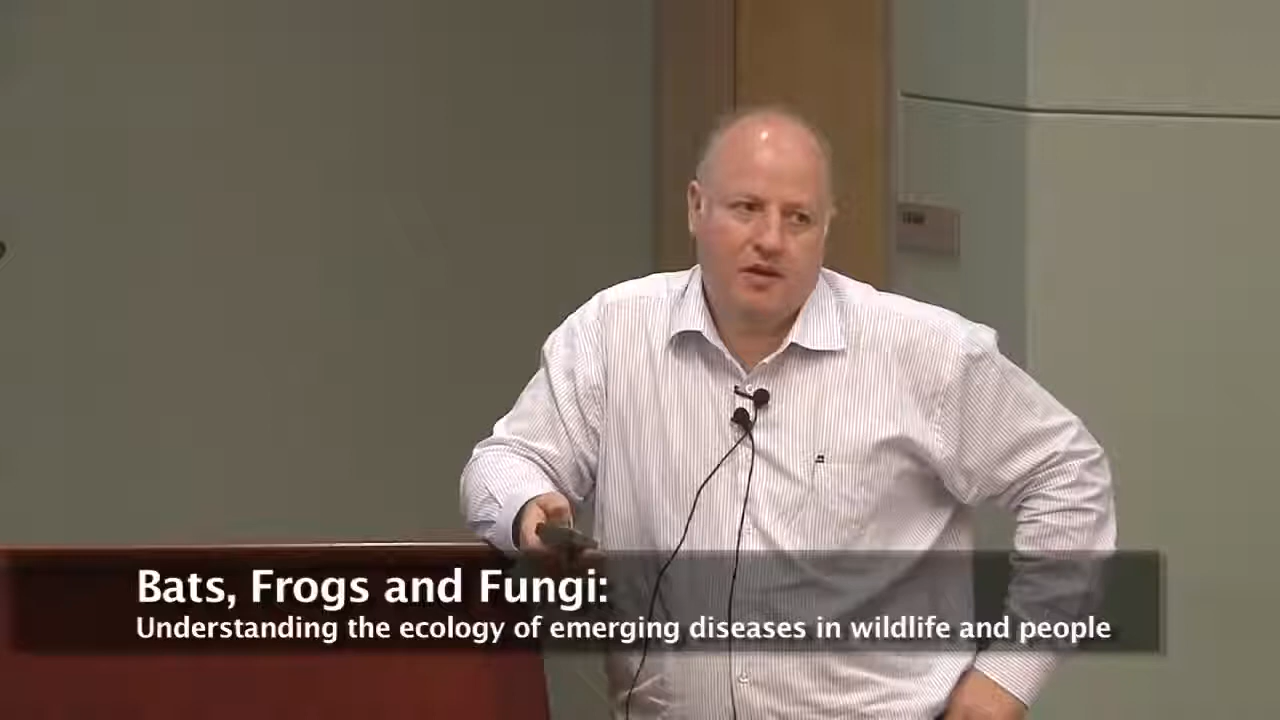 Bats, Frogs and Fungi:
Understanding the ecology of emerging diseases in wildlife and people